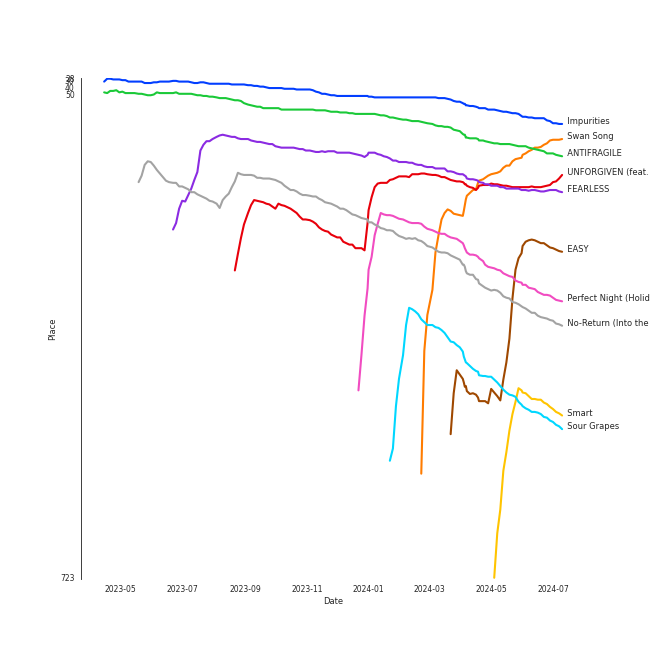 50
Impurities
Swan Song
ANTIFRAGILE
UNFORGIVEN (feat.
FEARLESS
EASY
Perfect Night (Holid
No-Return (Into the
Smart
Sour Grapes
Place
723
2023-05
2023-07
2023-09
2023-11
2024-01
2024-03
2024-05
2024-07
Date